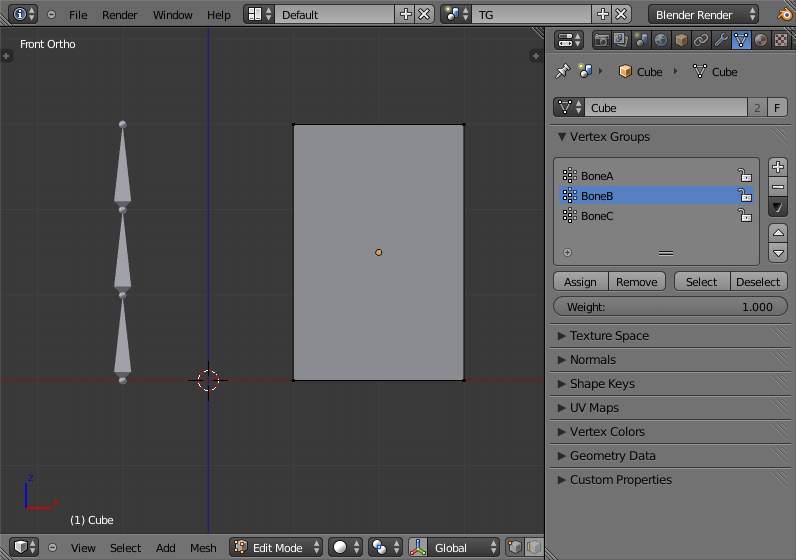 File Render Window Help Default TG Blender Render
Front Ortho
Cube Cube
Cube 2 F
Vertex Groups
BoneA
BoneB
BoneC
Assign Remove Select Deselect
Weight: 1.000
Texture Space
Normals
Shape Keys
UV Maps
Vertex Colors
Geometry Data
Custom Properties
z
x
(1) Cube
View Select Add Mesh Edit Mode Global